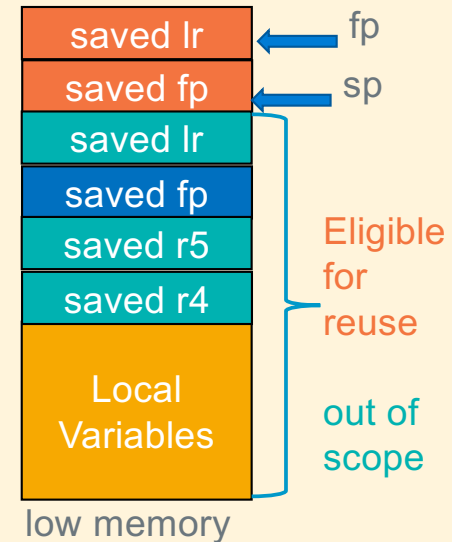 saved lr
fp
saved fp
sp
saved lr
saved fp
saved r5
saved r4
Local
Variables
Eligible
for
reuse
out of
scope
low memory